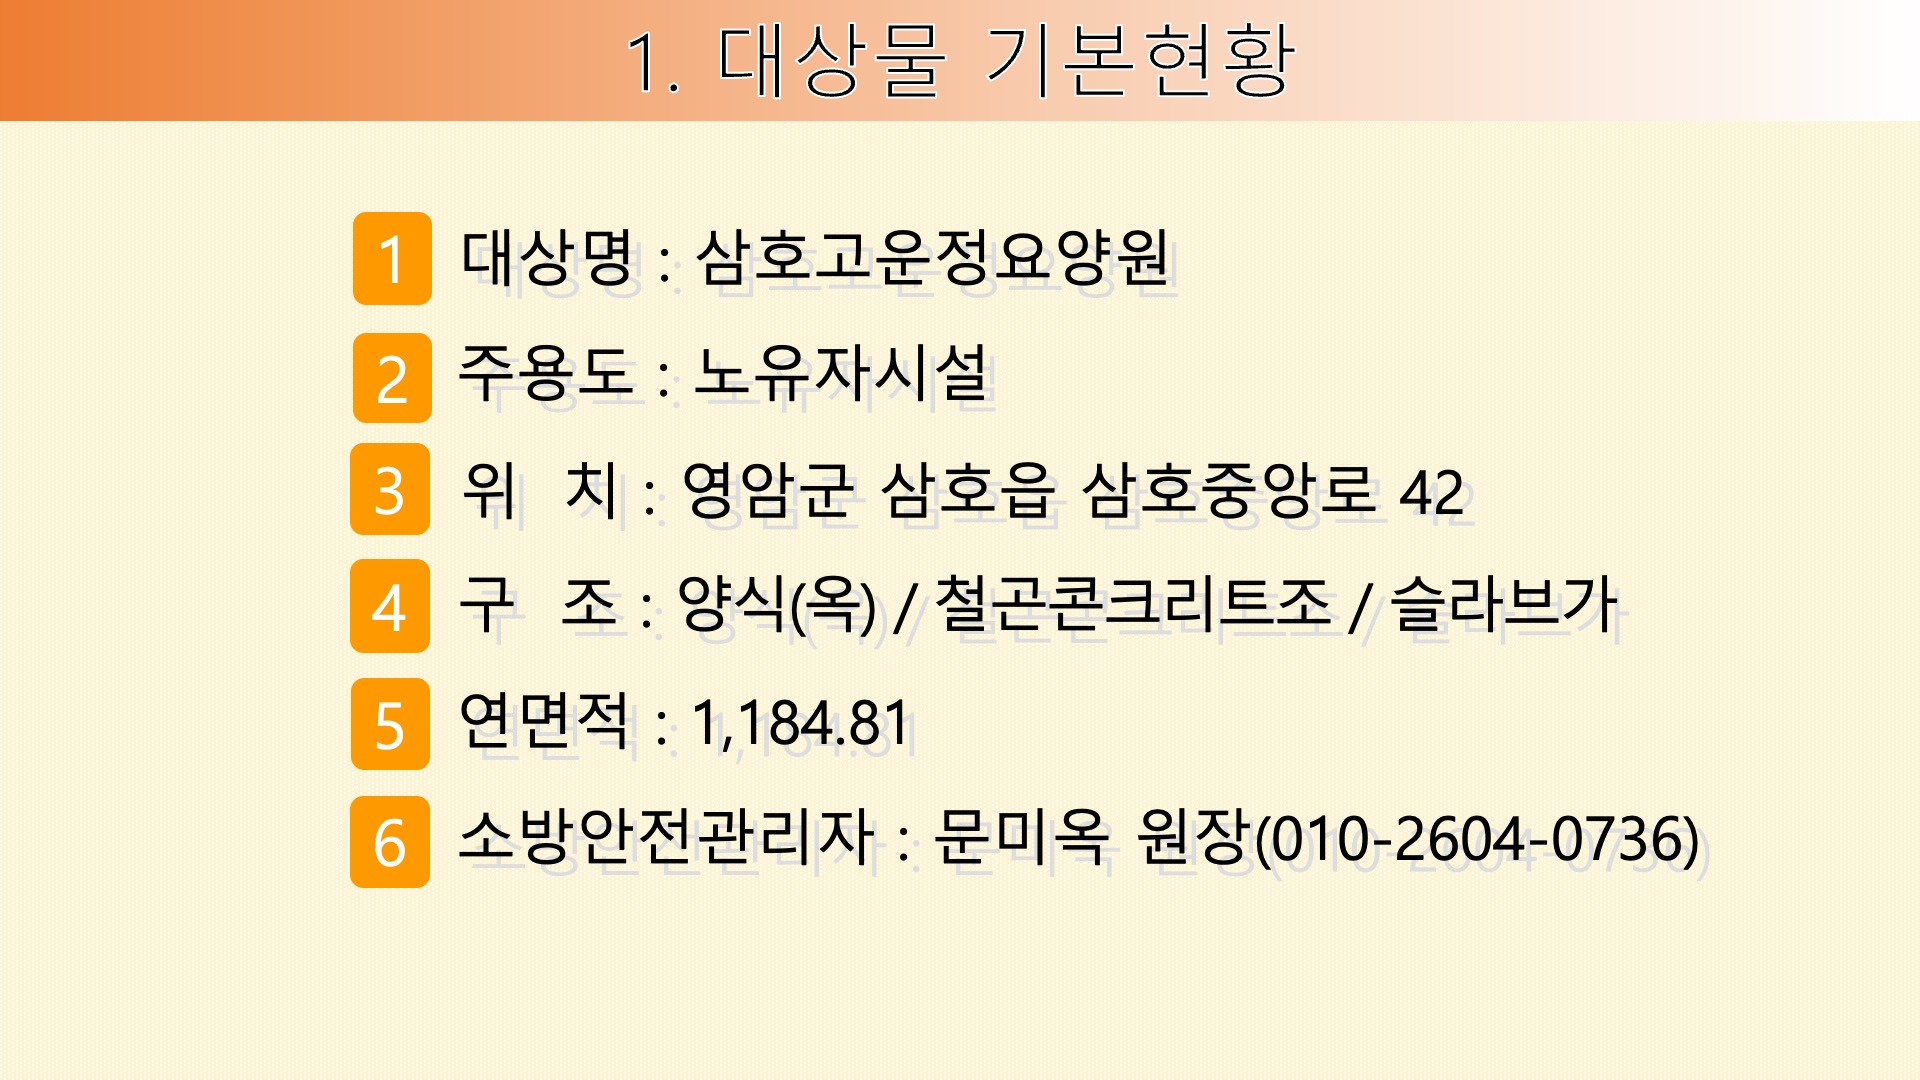 1. 대상물 기본현황
1 대상명 : 삼호고운정요양원
2 주용도 : 노유자시설
3 위 치 : 영암군 삼호읍 삼호중앙로 42
4 구 조 : 양식(옥) / 철곤콘크리트조 / 슬라브가
5 연면적 : 1,184.81
6 소방안전관리자 : 문미옥 원장(010-2604-0736)